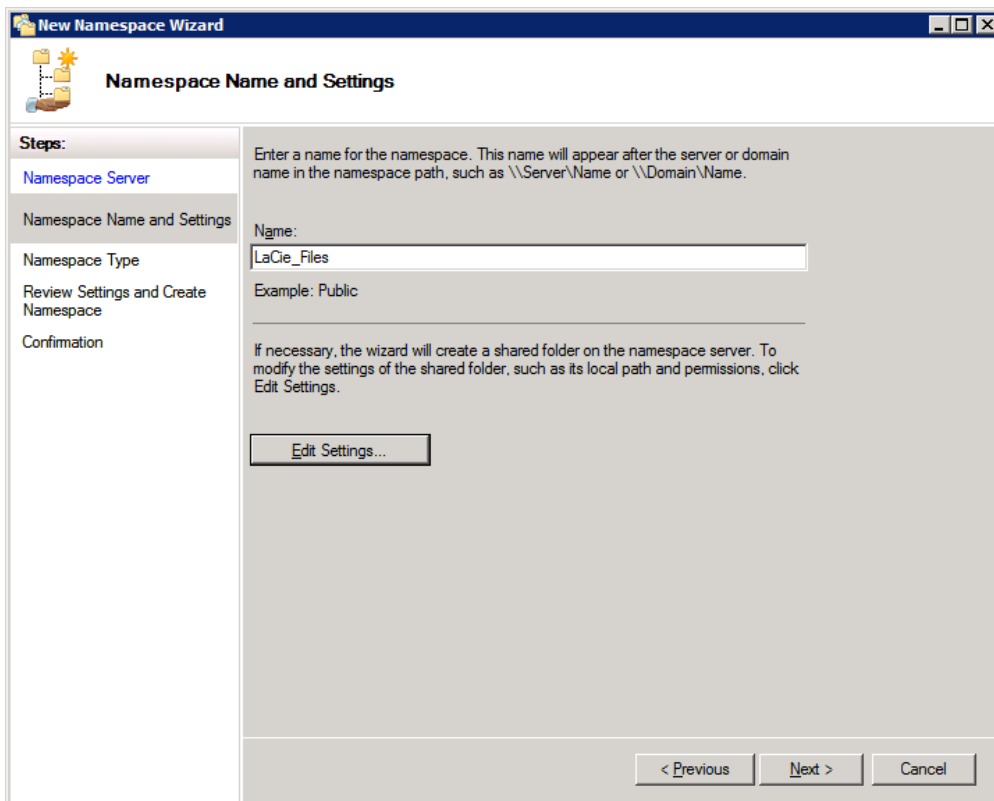 New Namespace Wizard
Namespace Name and Settings
Steps:
Namespace Server
Namespace Name and Settings
Namespace Type
Review Settings and Create
Namespace
Confirmation
Enter a name for the namespace. This name will appear after the server or domain
name in the namespace path, such as \\Server\Name or \\Domain\Name.
Name:
LaCie_Files
Example: Public
If necessary, the wizard will create a shared folder on the namespace server. To
modify the settings of the shared folder, such as its local path and permissions, click
Edit Settings.
Edit Settings...
< Previous
Next >
Cancel